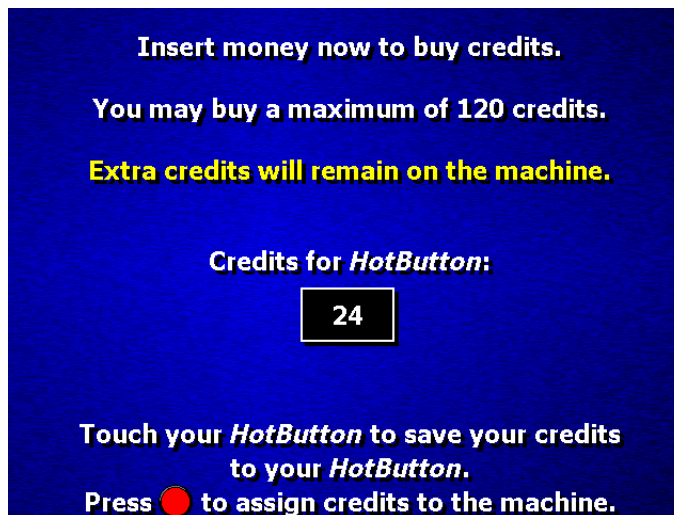 Insert money now to buy credits.
You may buy a maximum of 120 credits.
Extra credits will remain on the machine.
Credits for HotButton:
24
Touch your HotButton to save your credits
to your HotButton.
Press to assign credits to the machine.